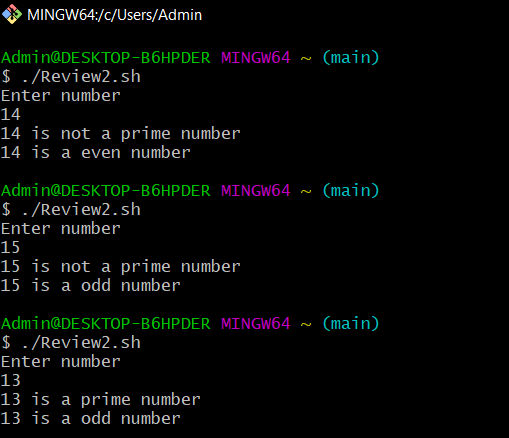 MINGW64:/c/Users/Admin
Admin@DESKTOP-B6HPDER MINGW64 ~ (main)
$ ./Review2.sh
Enter number
14
14 is not a prime number
14 is a even number
Admin@DESKTOP-B6HPDER MINGW64 ~ (main)
$ ./Review2.sh
Enter number
15
15 is not a prime number
15 is a odd number
Admin@DESKTOP-B6HPDER MINGW64 ~ (main)
$ ./Review2.sh
Enter number
13
13 is a prime number
13 is a odd number